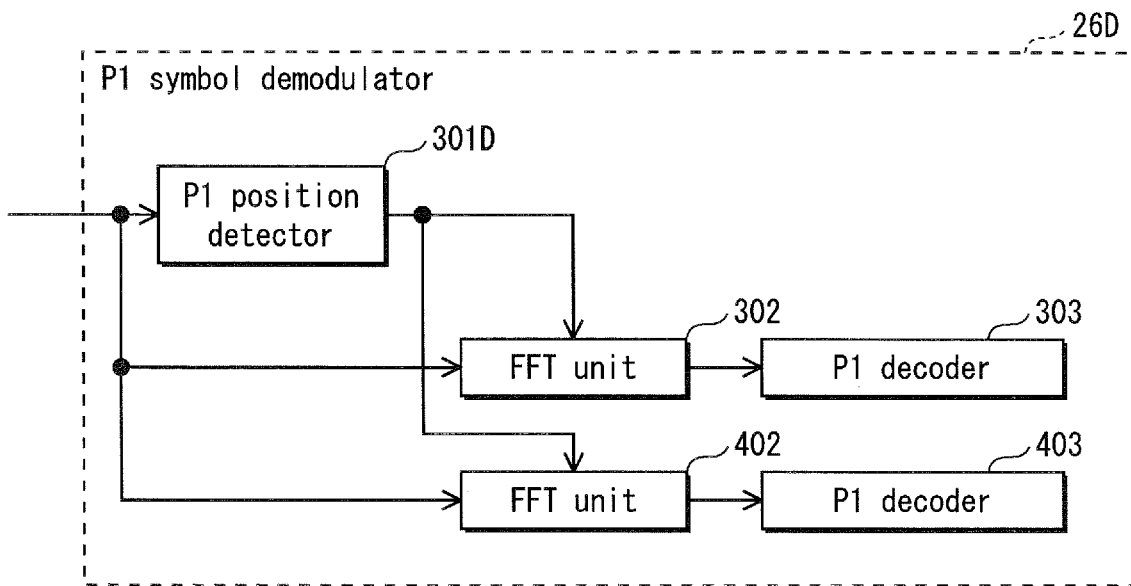 26D
P1 symbol demodulator
301D
P1 position
detector
302
303
FFT unit
P1 decoder
402
403
FFT unit
P1 decoder